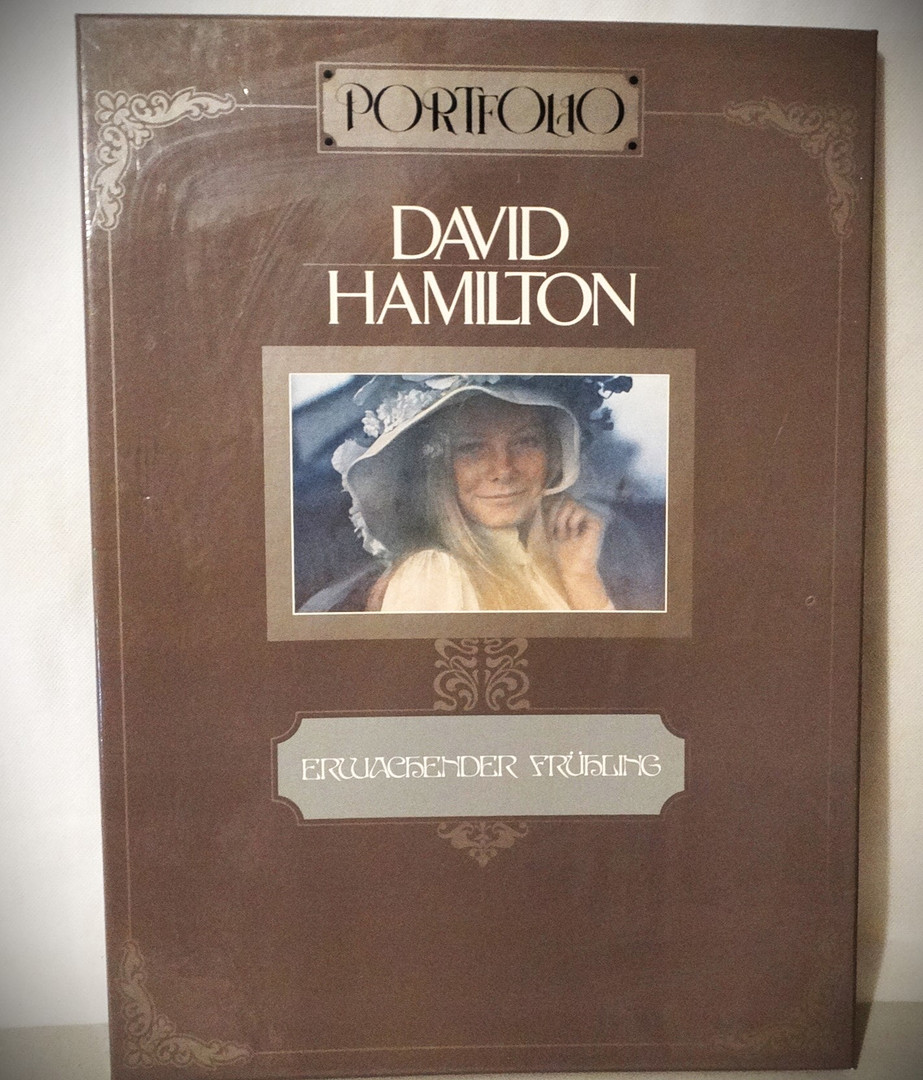 PORTFOLIO
DAVID
HAMILTON
ERWACHENDER FRÜHLING